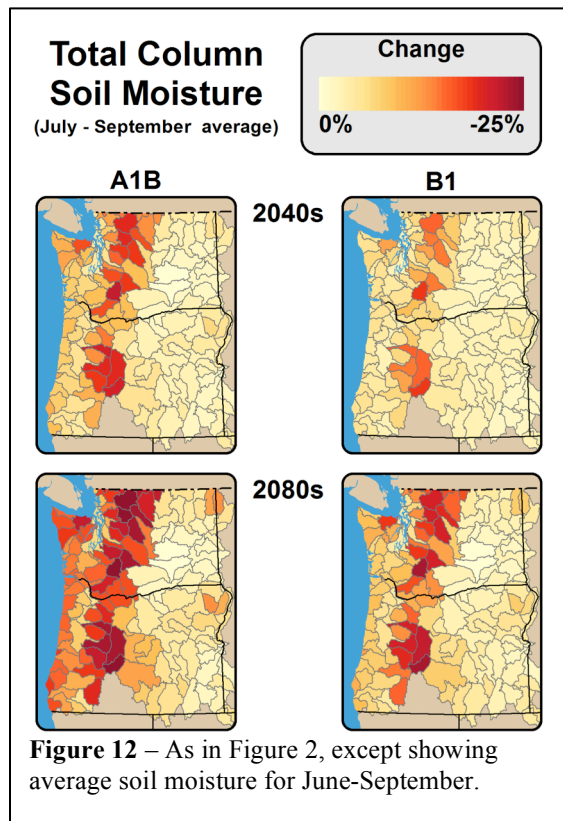 Total Column
Soil Moisture
(July - September average)
Change
0% -25%
A1B B1
2040s
2080s
Figure 12 – As in Figure 2, except showing
average soil moisture for June-September.